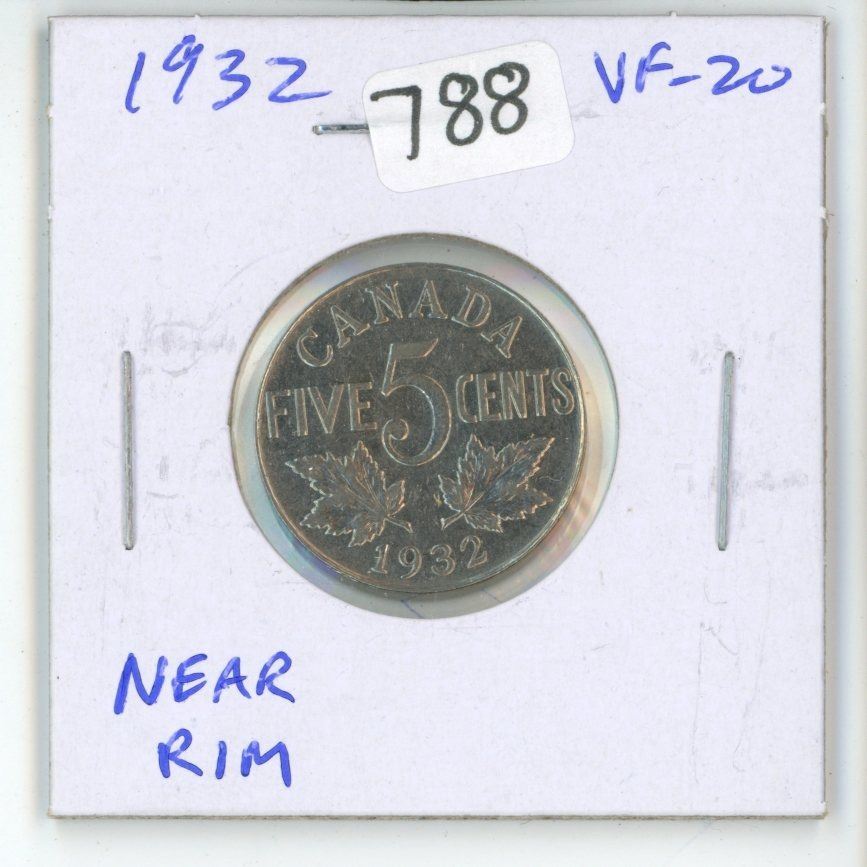 1932 788 VF-20
CANADA
FIVE 5 CENTS
1932
NEAR
RIM